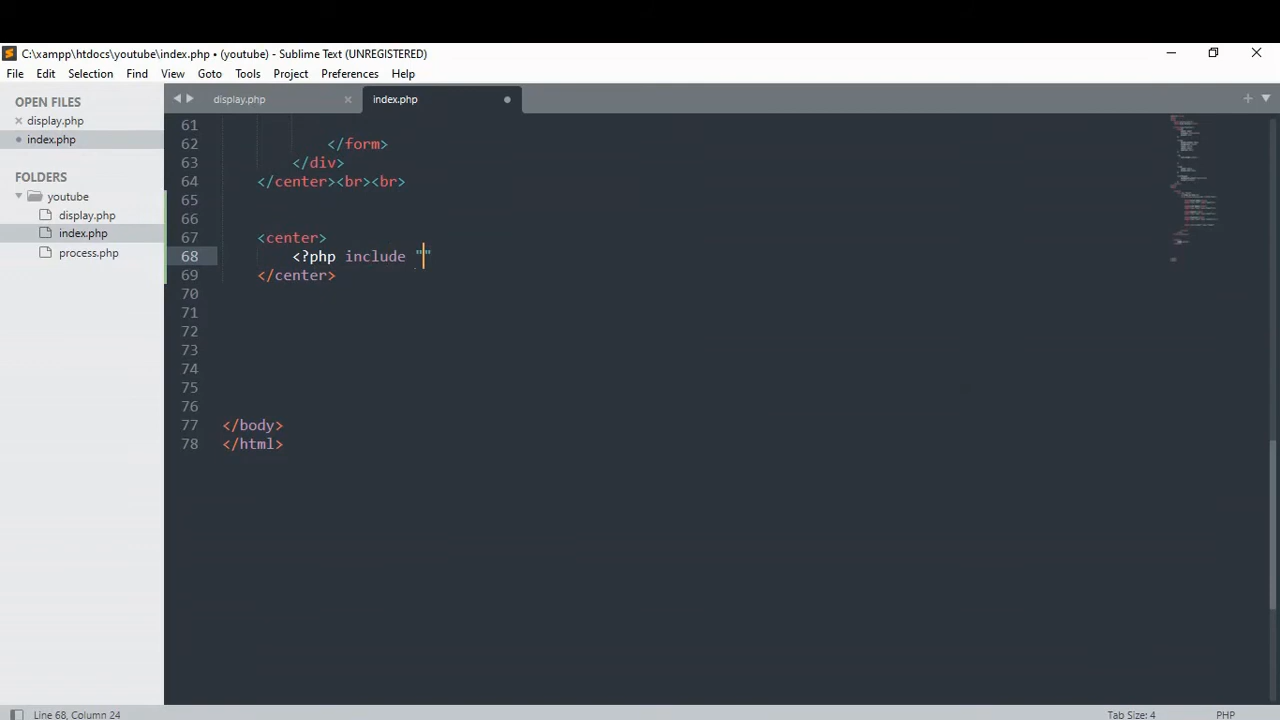 C:\xampp\htdocs\youtube\index.php • (youtube) - Sublime Text (UNREGISTERED)
File Edit Selection View Goto Tools Project Preferences Help
OPEN FILES
display.php
index.php
FOLDERS
youtube
display.php
index.php
process.php
display.php
index.php
61
62 </form>
63 </div>
64 </center><br><br>
65
66
67 <center>
68 <?php include ""
69 </center>
70
71
72
73
74
75
76
77 </body>
78 </html>
Line 68, Column 24
Tab Size: 4
PHP